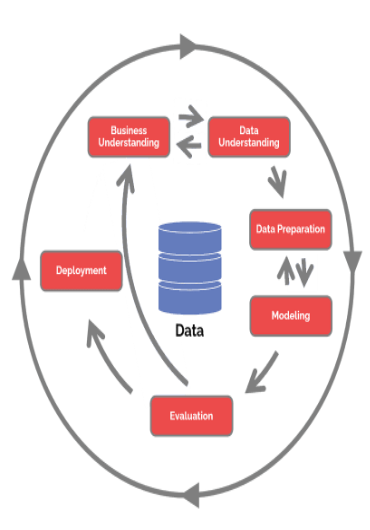 Business
Understanding
Data
Understanding
Data Preparation
Deployment
Data
Modeling
Evaluation